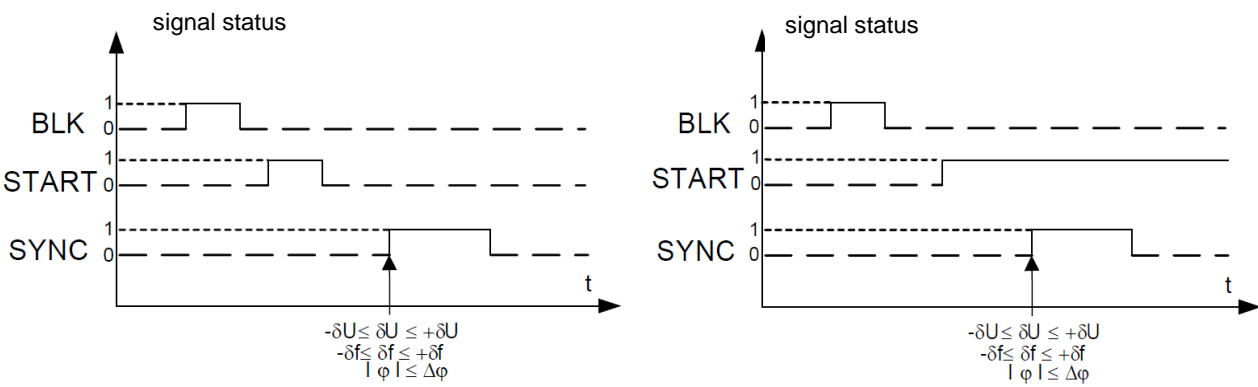 signal status
BLK
1
0
START
1
0
SYNC
1
0
t
-δU≤ δU ≤ +δU
-δf≤ δf ≤ +δf
| φ | ≤ Δφ
signal status
BLK
1
0
START
1
0
SYNC
1
0
t
-δU≤ δU ≤ +δU
-δf≤ δf ≤ +δf
| φ | ≤ Δφ